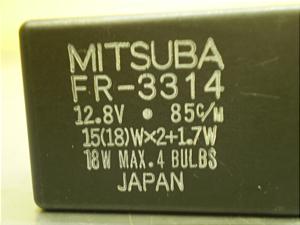 MITSUBA
FR-3314
12.8V • 85c/m
15(18)W×2+1.7W
18W MAX. 4 BULBS
JAPAN